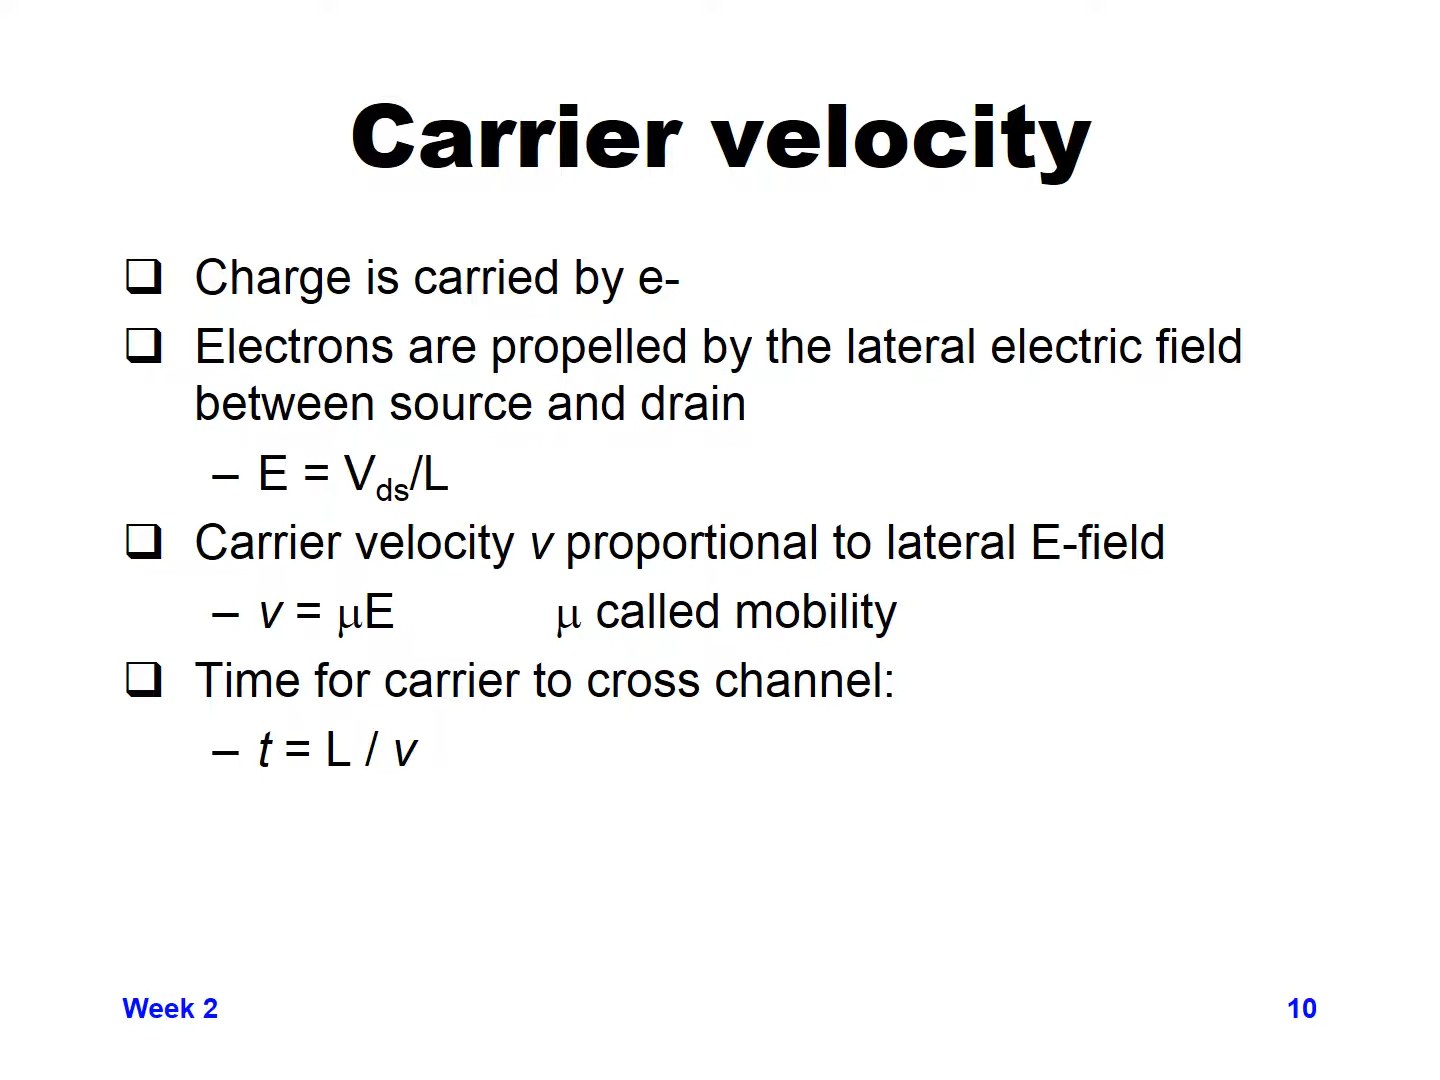 Carrier velocity
❑ Charge is carried by e-
❑ Electrons are propelled by the lateral electric field
between source and drain
– E = Vds/L
❑ Carrier velocity v proportional to lateral E-field
– v = μE μ called mobility
❑ Time for carrier to cross channel:
– t = L / v
Week 2
10